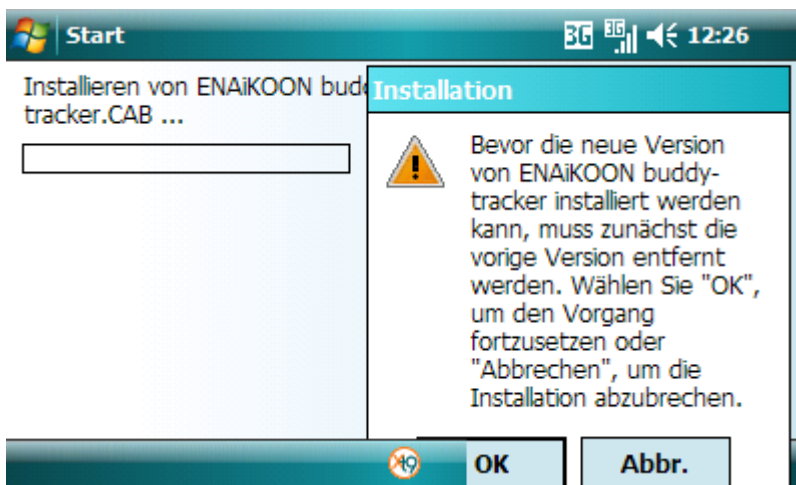 Start
3G 3G 12:26
Installieren von ENAiKOON bud
tracker.CAB ...
Installation
Bevor die neue Version
von ENAiKOON buddy-
tracker installiert werden
kann, muss zunächst die
vorige Version entfernt
werden. Wählen Sie "OK",
um den Vorgang
fortzusetzen oder
"Abbrechen", um die
Installation abzubrechen.
OK
Abbr.